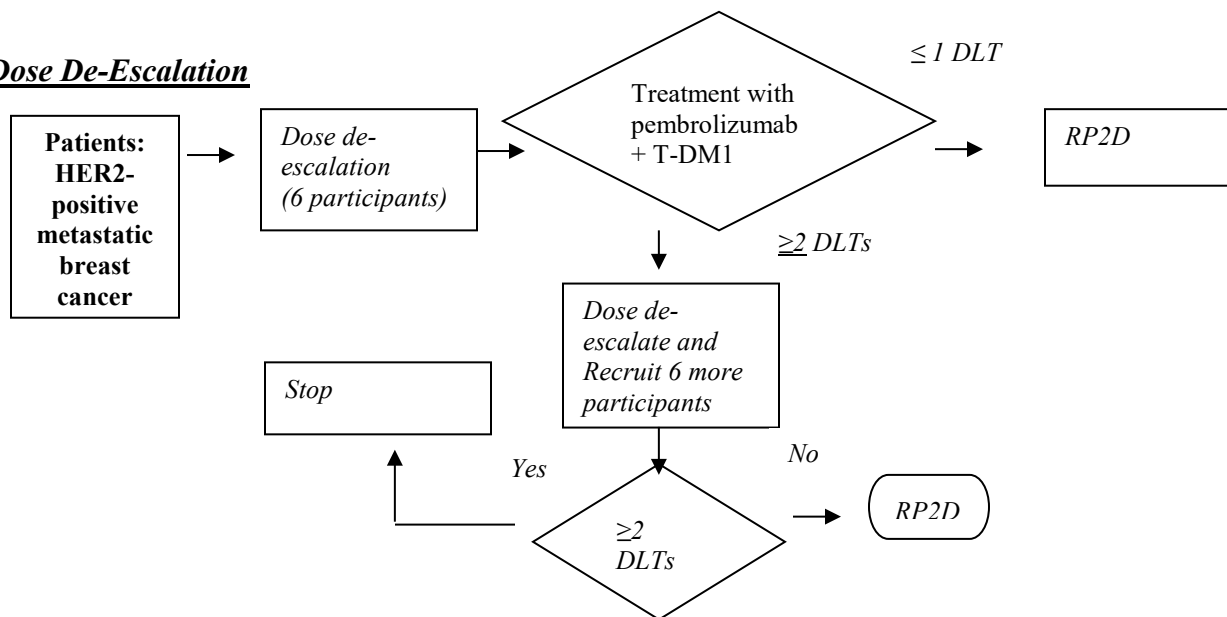 ≤ 1 DLT
Dose De-Escalation
Patients:
HER2-
positive
metastatic
breast
cancer
Dose de-
escalation
(6 participants)
Treatment with
pembrolizumab
+ T-DM1
RP2D
≥2 DLTs
Dose de-
escalate and
Recruit 6 more
participants
Stop
Yes
No
≥2
DLTs
RP2D